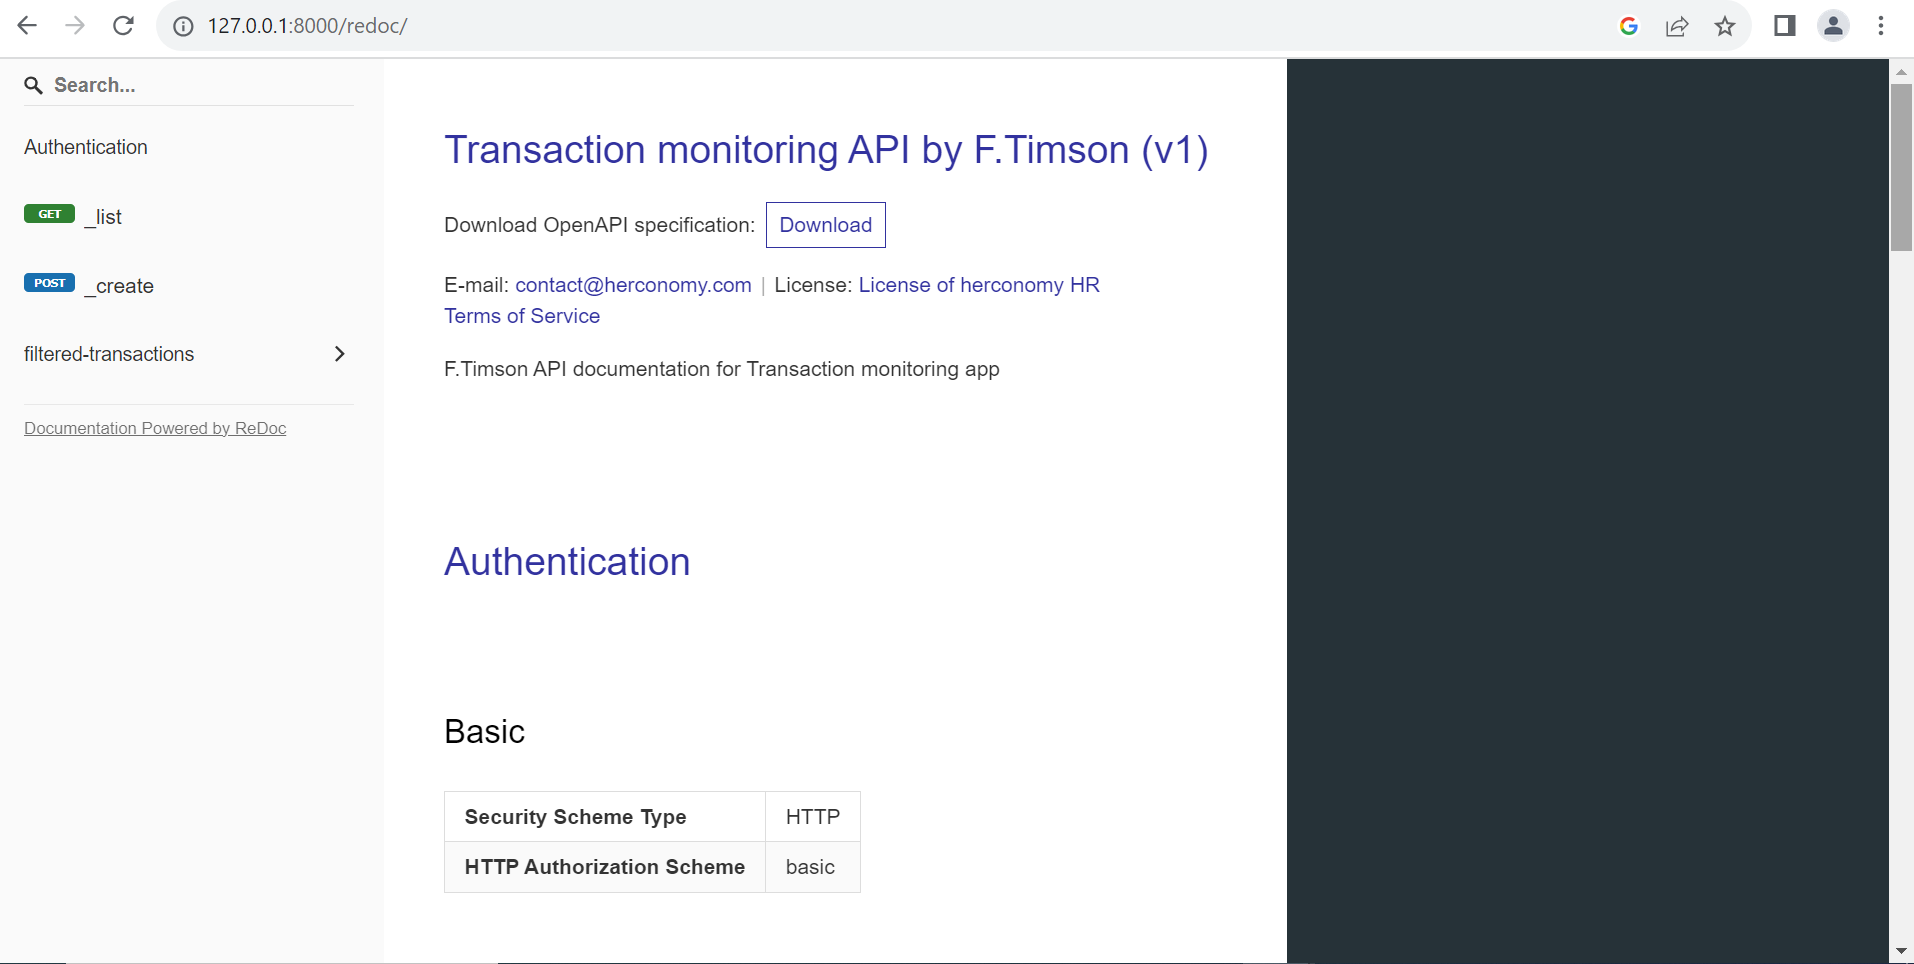 127.0.0.1:8000/redoc/
Search...
Authentication
GET _list
POST _create
filtered-transactions
Documentation Powered by ReDoc
Transaction monitoring API by F.Timson (v1)
Download OpenAPI specification: Download
E-mail: contact@herconomy.com | License: License of herconomy HR
Terms of Service
F.Timson API documentation for Transaction monitoring app
Authentication
Basic
Security Scheme Type HTTP
HTTP Authorization Scheme basic